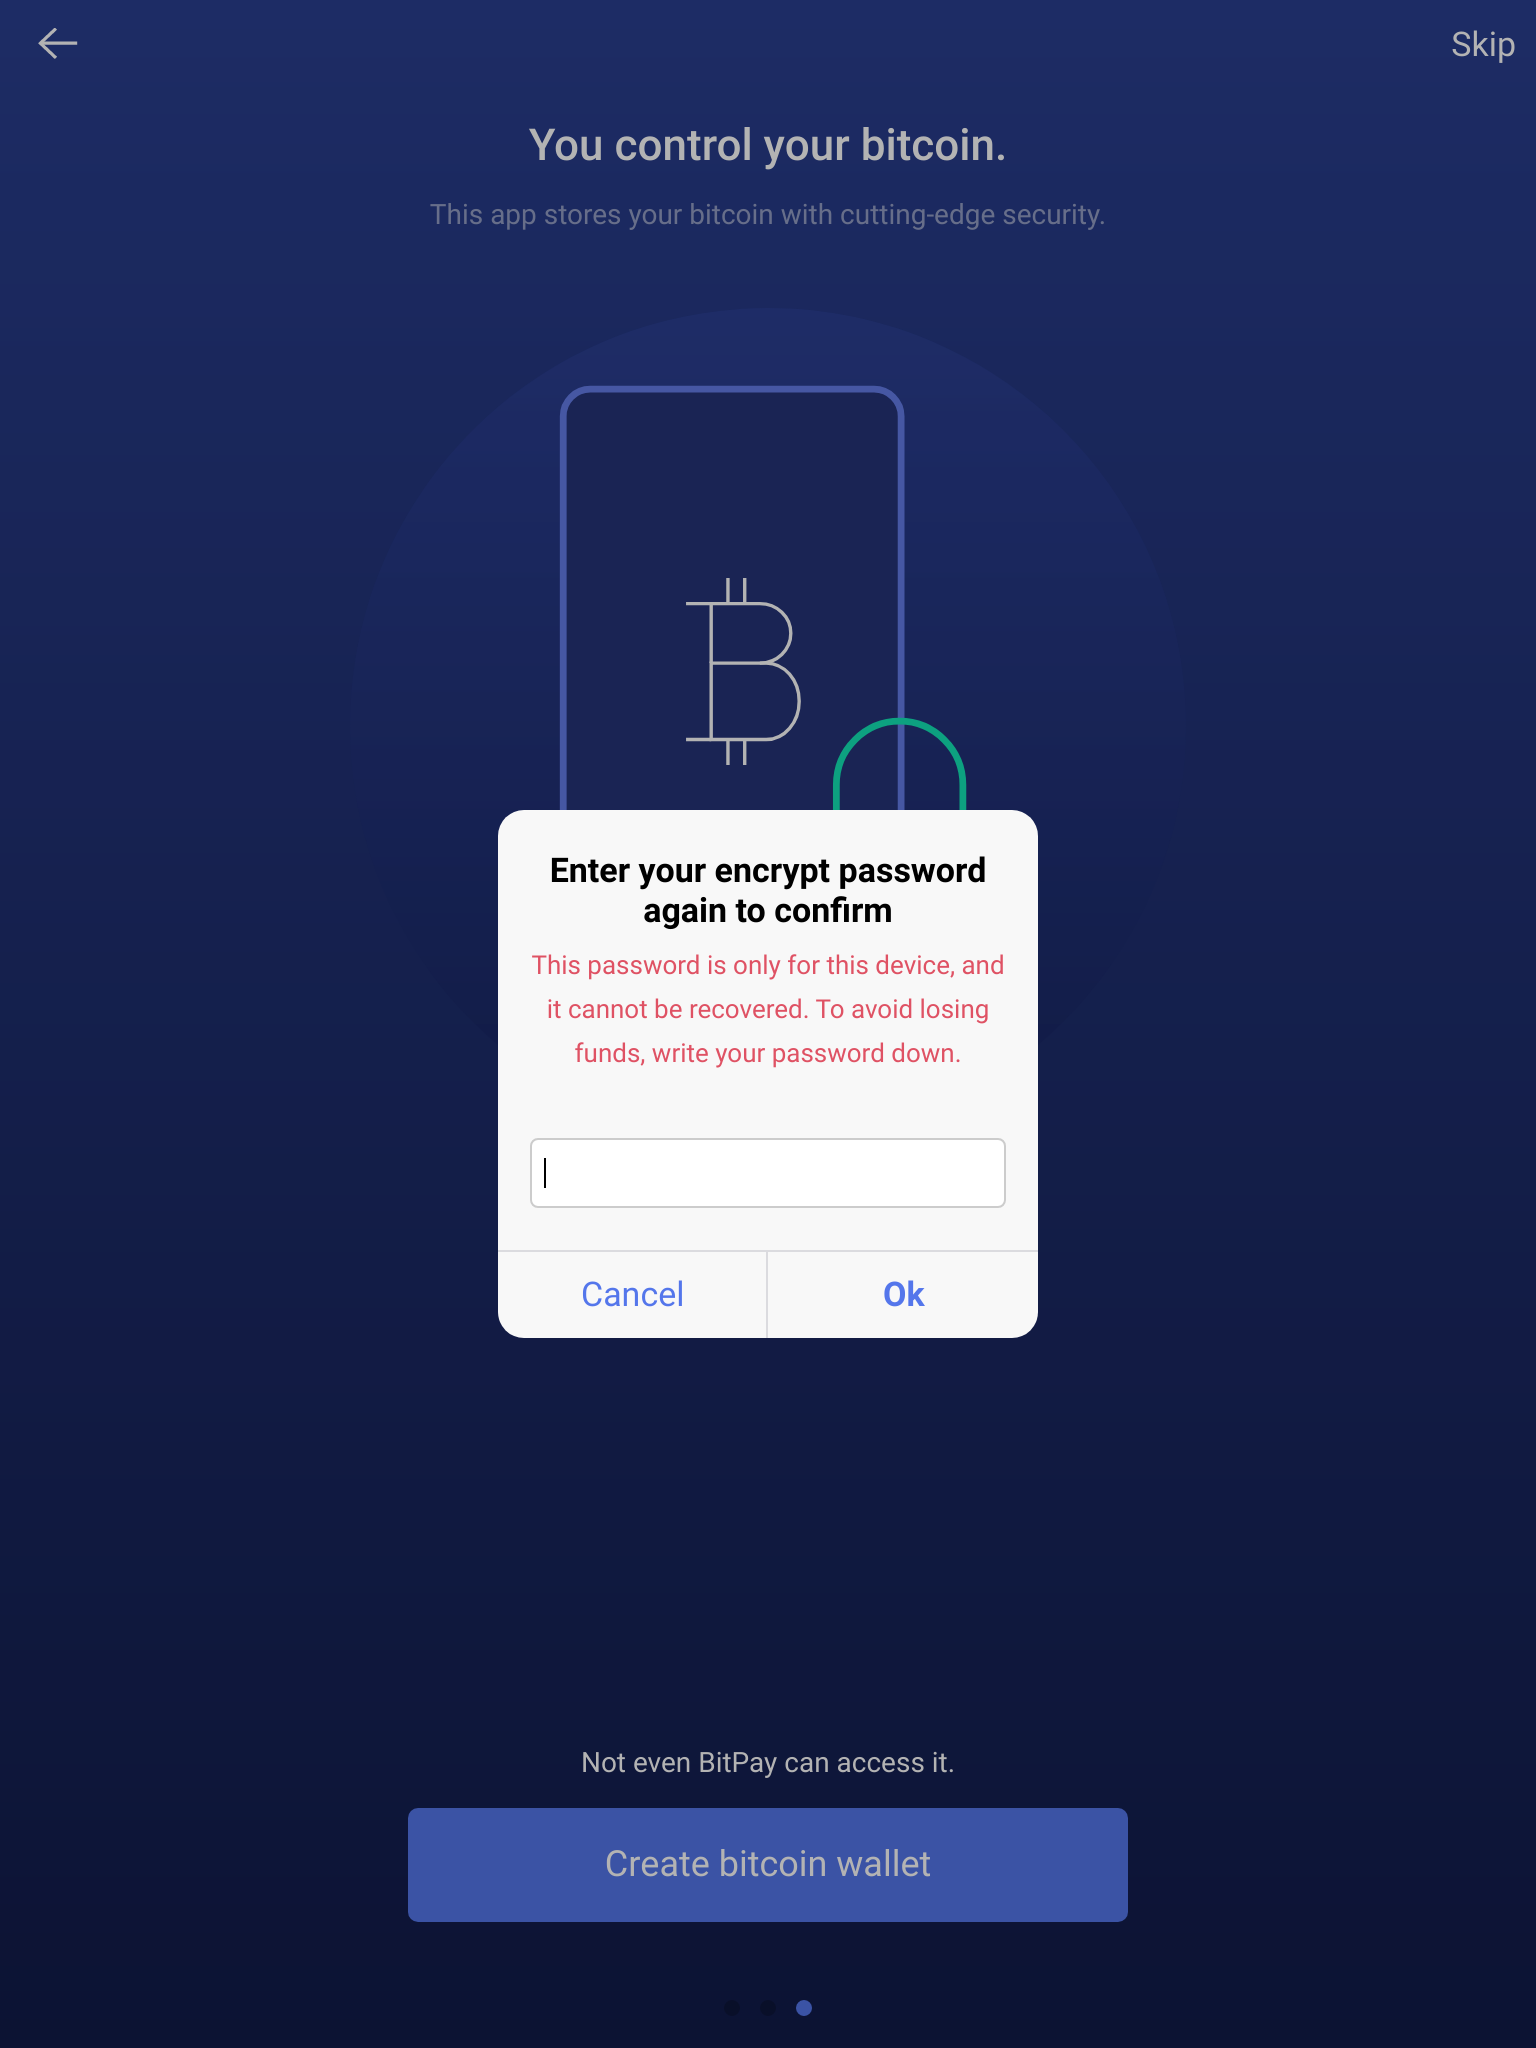 Skip
You control your bitcoin.
This app stores your bitcoin with cutting-edge security.
Enter your encrypt password
again to confirm
This password is only for this device, and
it cannot be recovered. To avoid losing
funds, write your password down.
Cancel
Ok
Not even BitPay can access it.
Create bitcoin wallet